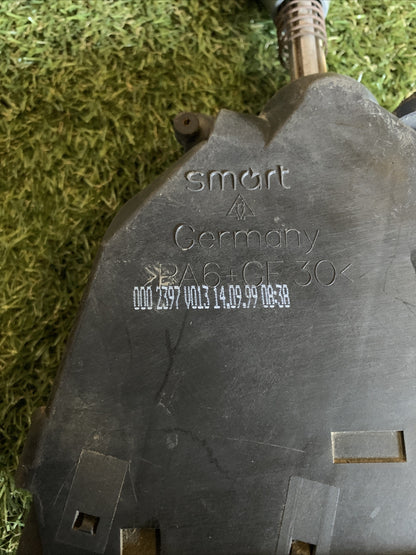 smart
Germany
>PA6+GF 30<
000 2397 V013 14.09.99 08:38